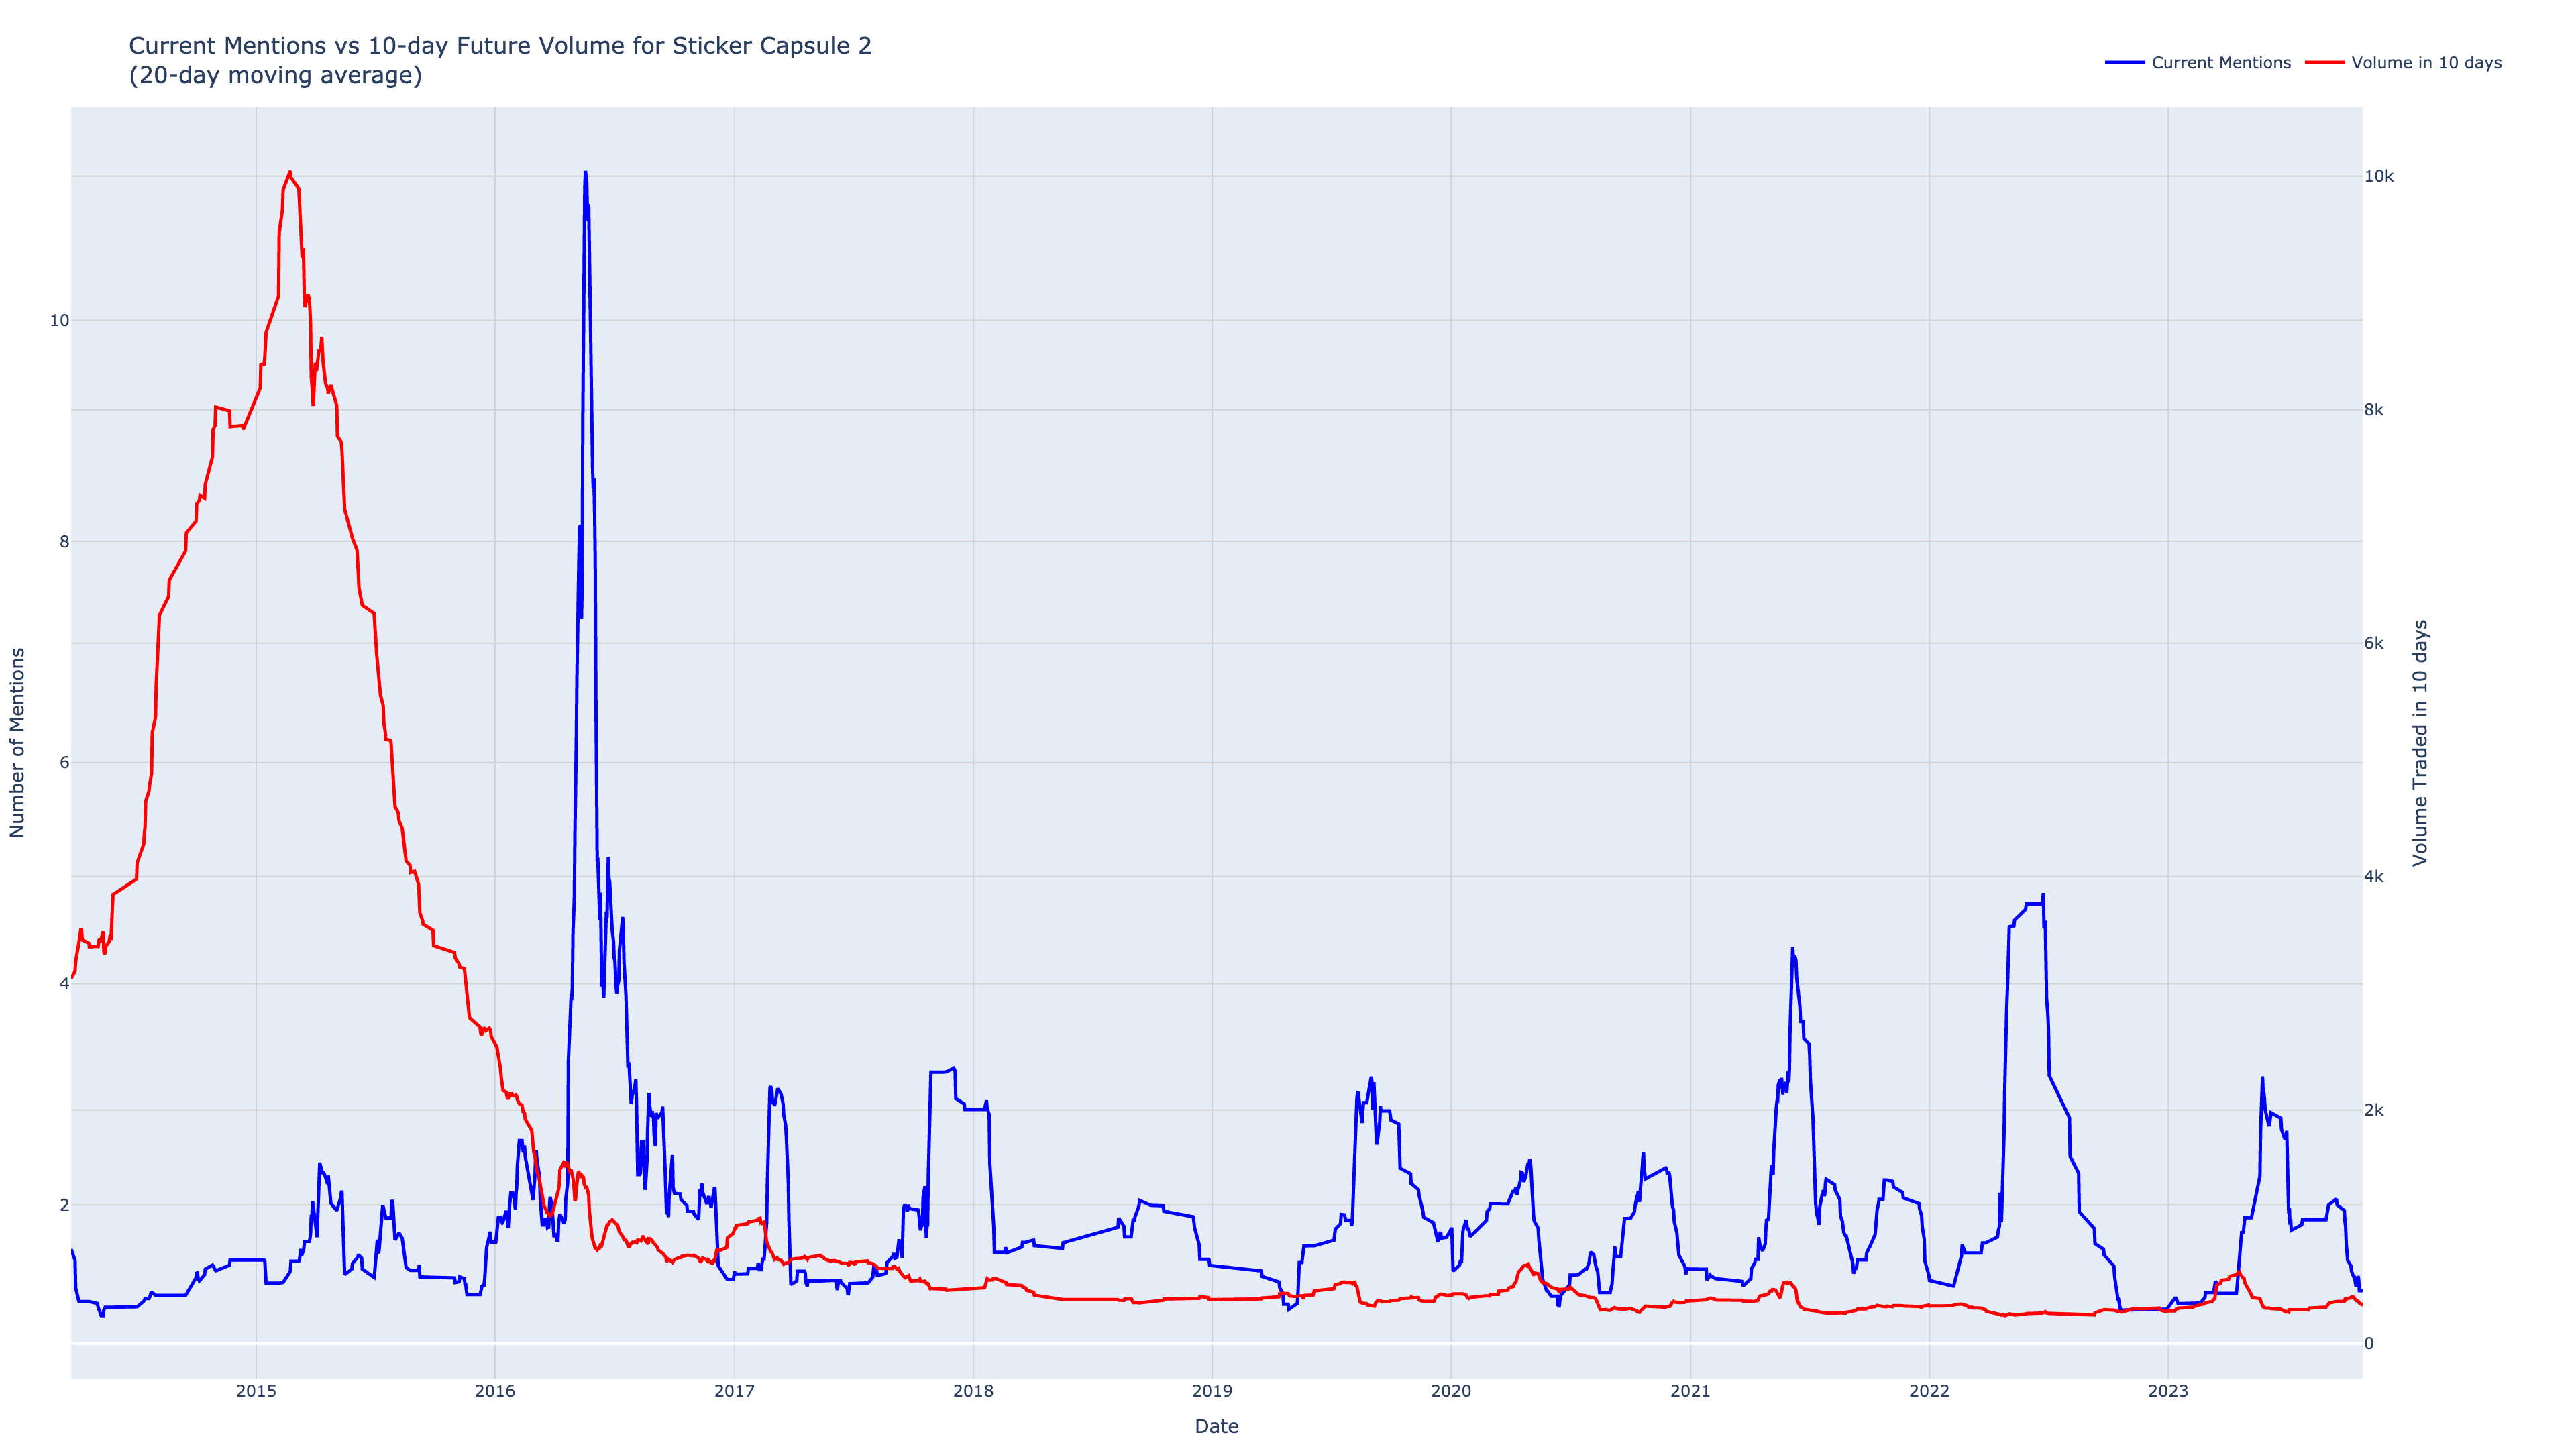 Current Mentions vs 10-day Future Volume for Sticker Capsule 2
(20-day moving average)
Current Mentions
Volume in 10 days
Number of Mentions
10
8
6
4
2
10k
8k
6k
4k
2k
0
Volume Traded in 10 days
2015
2016
2017
2018
2019
2020
2021
2022
2023
Date